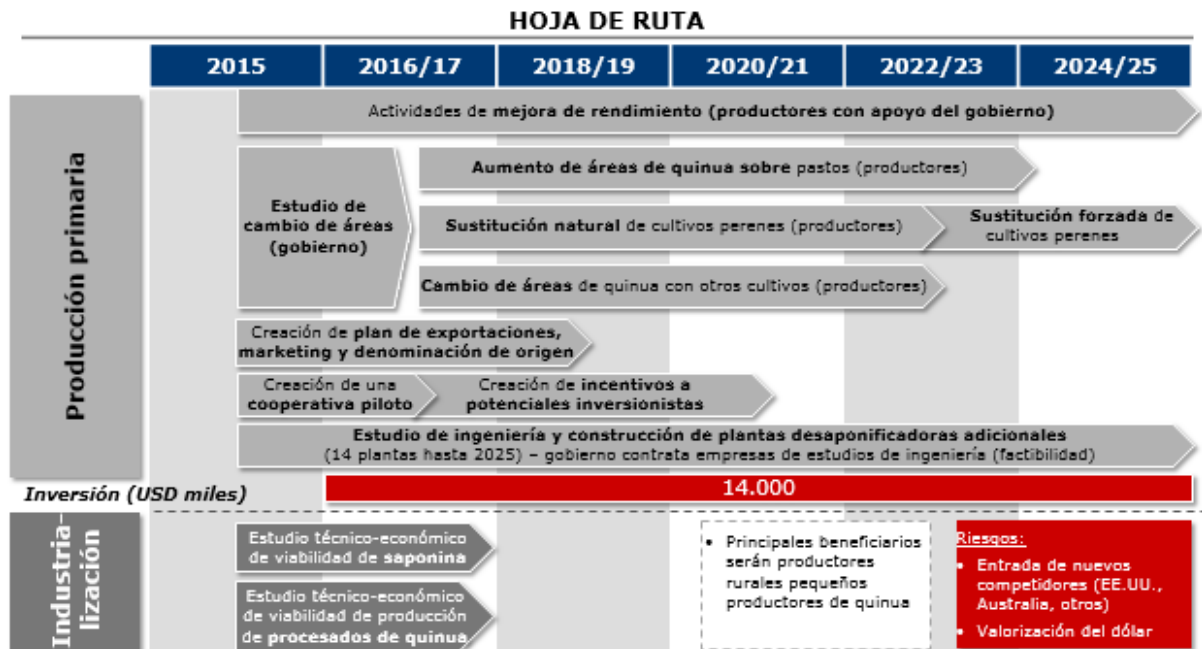 HOJA DE RUTA
2015
2016/17
2018/19
2020/21
2022/23
2024/25
Producción primaria
Actividades de mejora de rendimiento (productores con apoyo del gobierno)
Estudio de
cambio de áreas
(gobierno)
Aumento de áreas de quinua sobre pastos (productores)
Sustitución natural de cultivos perenes (productores)
Sustitución forzada de
cultivos perenes
Cambio de áreas de quinua con otros cultivos (productores)
Creación de plan de exportaciones,
marketing y denominación de origen
Creación de una
cooperativa piloto
Creación de incentivos a
potenciales inversionistas
Estudio de ingeniería y construcción de plantas desaponificadoras adicionales
(14 plantas hasta 2025) – gobierno contrata empresas de estudios de ingeniería (factibilidad)
Inversión (USD miles)
14.000
Industria–
lización
Estudio técnico-económico
de viabilidad de saponina
Estudio técnico-económico
de viabilidad de producción
de procesados de quinua
• Principales beneficiarios
serán productores
rurales pequeños
productores de quinua
Riesgos:
• Entrada de nuevos
competidores (EE.UU.,
Australia, otros)
• Valorización del dólar